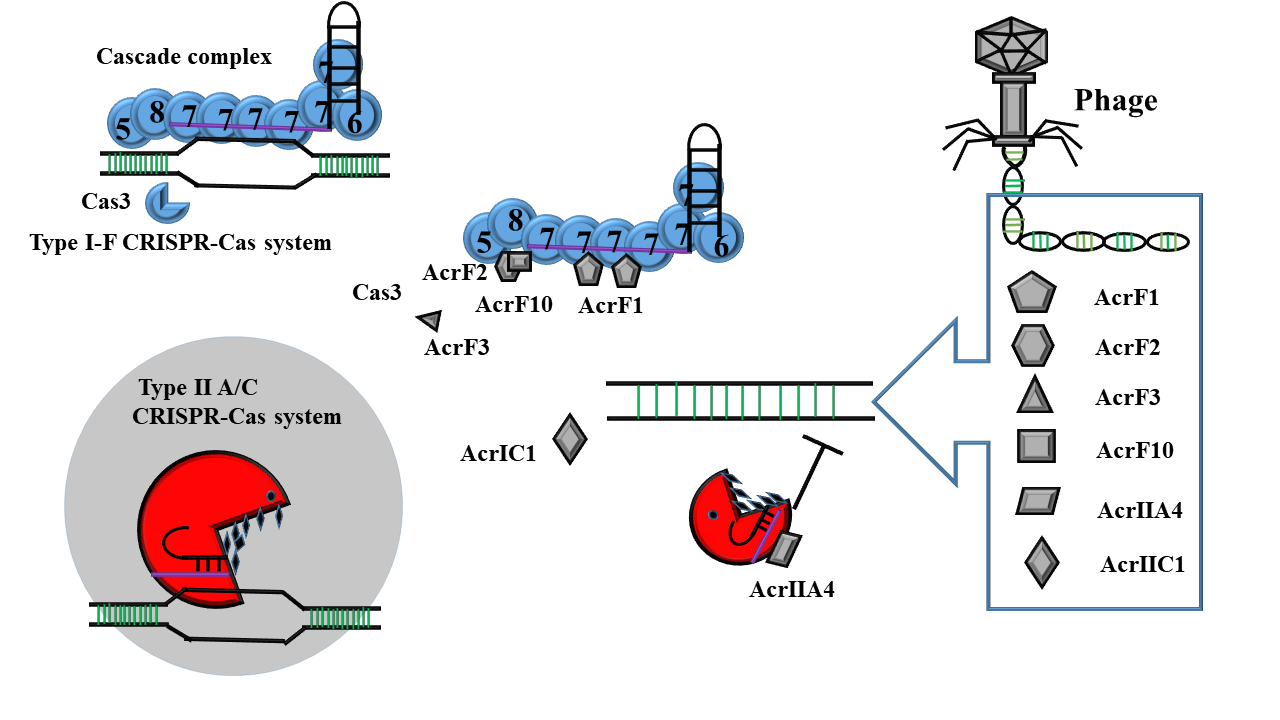 Cascade complex
7
5 8 7 7 7 7 7 6
Cas3
Type I-F CRISPR-Cas system
Phage
7
5 8 7 7 7 7 7 6
AcrF2
Cas3
AcrF10
AcrF1
AcrF3
Type II A/C
CRISPR-Cas system
AcrIC1
AcrIIA4
AcrF1
AcrF2
AcrF3
AcrF10
AcrIIA4
AcrIIC1